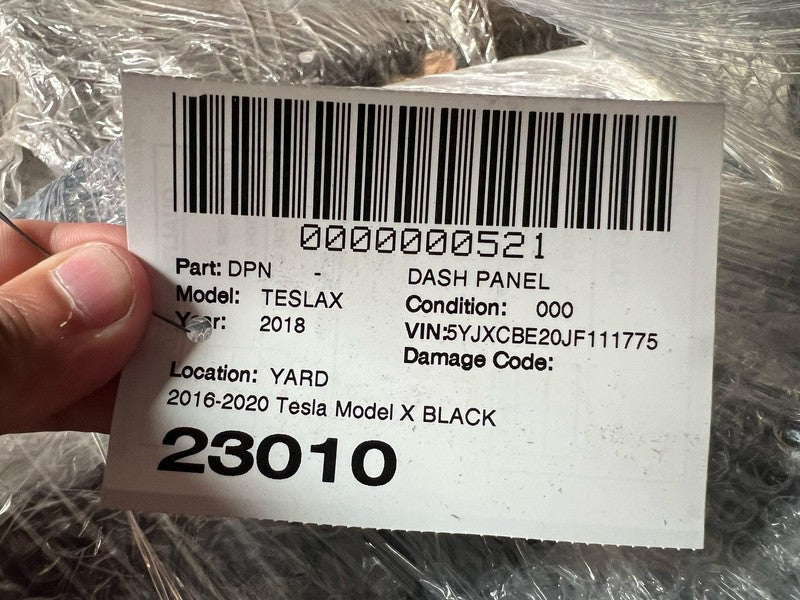 0000000521
Part: DPN - DASH PANEL
Model: TESLAX Condition: 000
Year: 2018 VIN:5YJXCBE20JF111775
Damage Code:
Location: YARD
2016-2020 Tesla Model X BLACK
23010